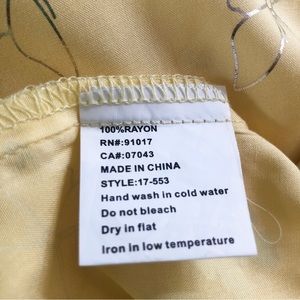 100%RAYON
RN#:91017
CA#:07043
MADE IN CHINA
STYLE:17-553
Hand wash in cold water
Do not bleach
Dry in flat
Iron in low temperature